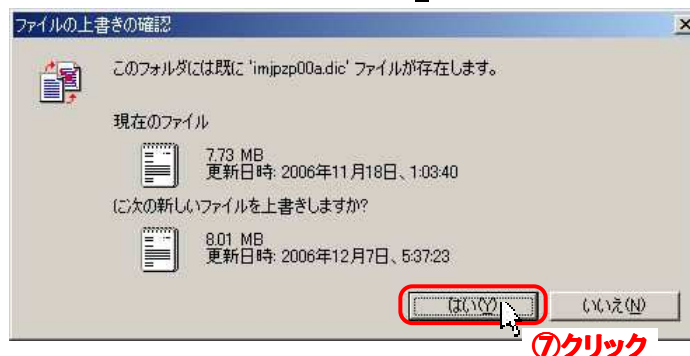 ファイルの上書きの確認
このフォルダには既に 'imjpzp00a.dic' ファイルが存在します。
現在のファイル
7.73 MB
更新日時: 2006年11月18日、1:03:40
に次の新しいファイルを上書きしますか?
8.01 MB
更新日時: 2006年12月7日、5:37:23
はい(Y) いいえ(N)
⑦クリック